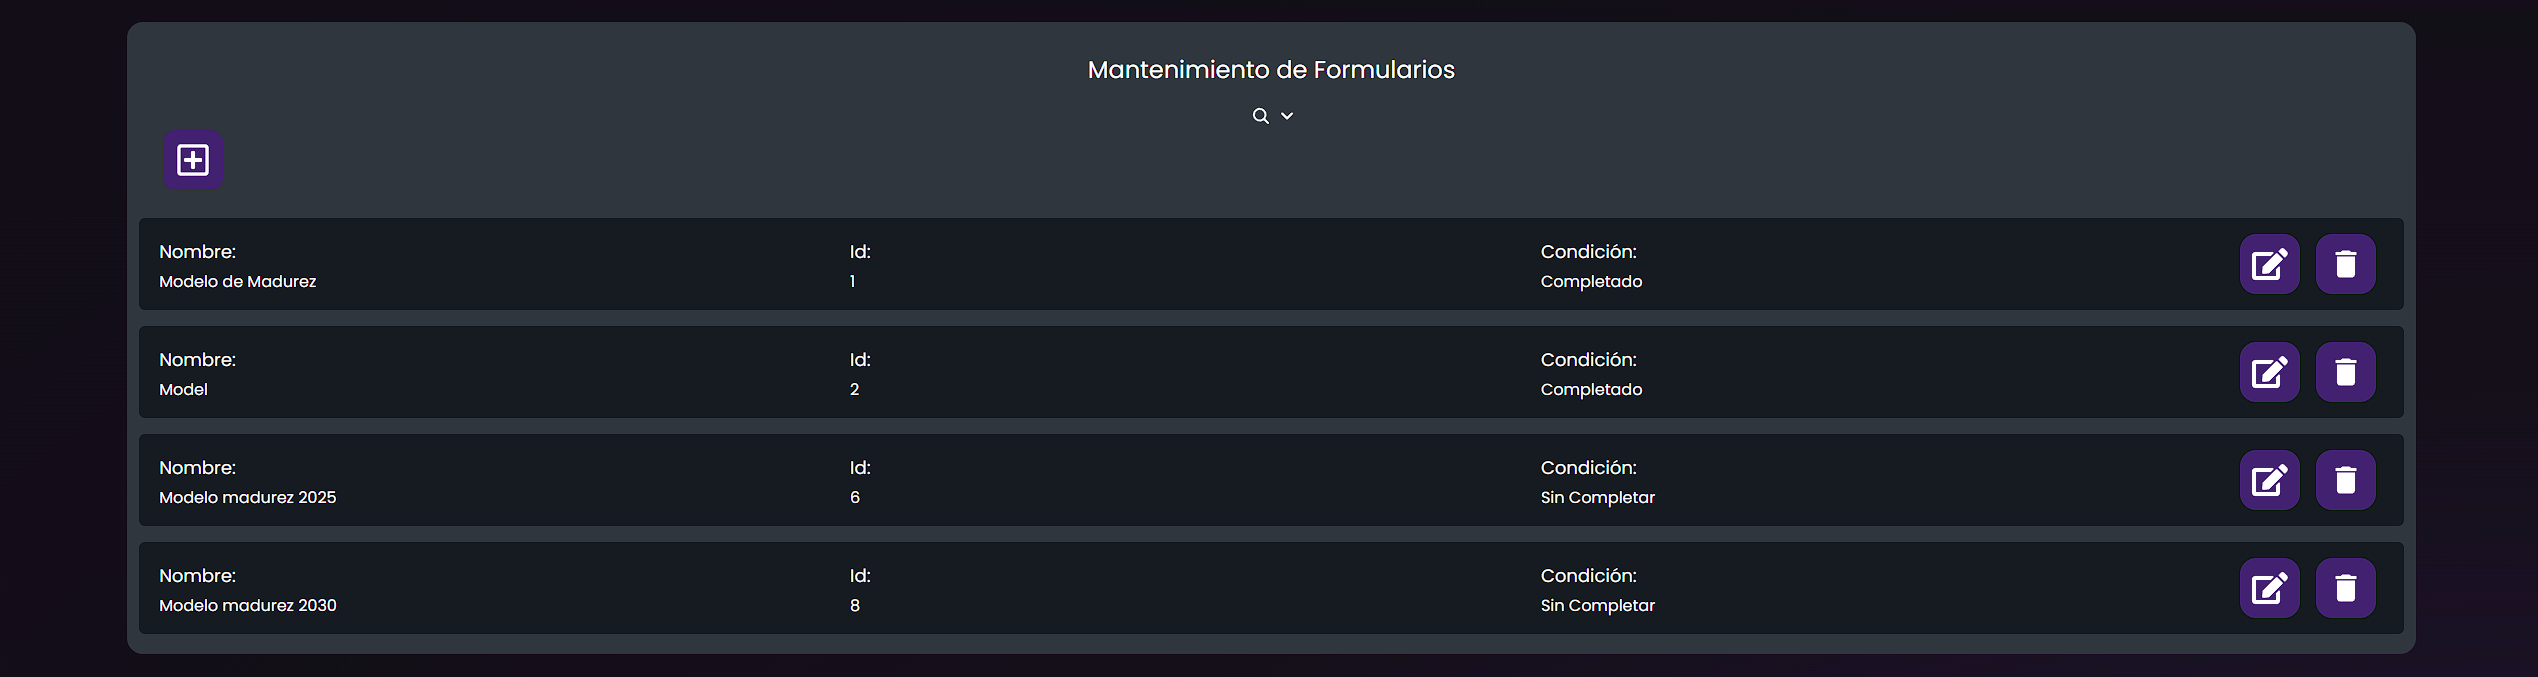 Mantenimiento de Formularios
Nombre: Id: Condición:
Modelo de Madurez 1 Completado
Nombre: Id: Condición:
Model 2 Completado
Nombre: Id: Condición:
Modelo madurez 2025 6 Sin Completar
Nombre: Id: Condición:
Modelo madurez 2030 8 Sin Completar